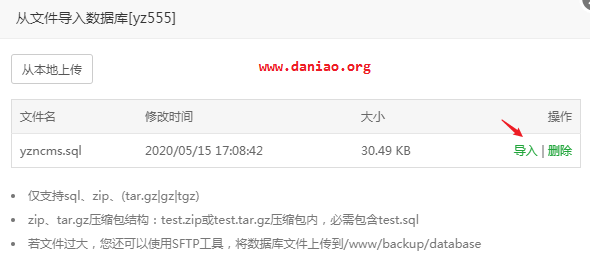 从文件导入数据库[yz555]
从本地上传
www.daniao.org
文件名 修改时间 大小 操作
yzncms.sql 2020/05/15 17:08:42 30.49 KB 导入 | 删除
仅支持sql、zip、(tar.gz|gz|tgz)
zip、tar.gz压缩包结构：test.zip或test.tar.gz压缩包内，必需包含test.sql
若文件过大，您还可以使用SFTP工具，将数据库文件上传到/www/backup/database